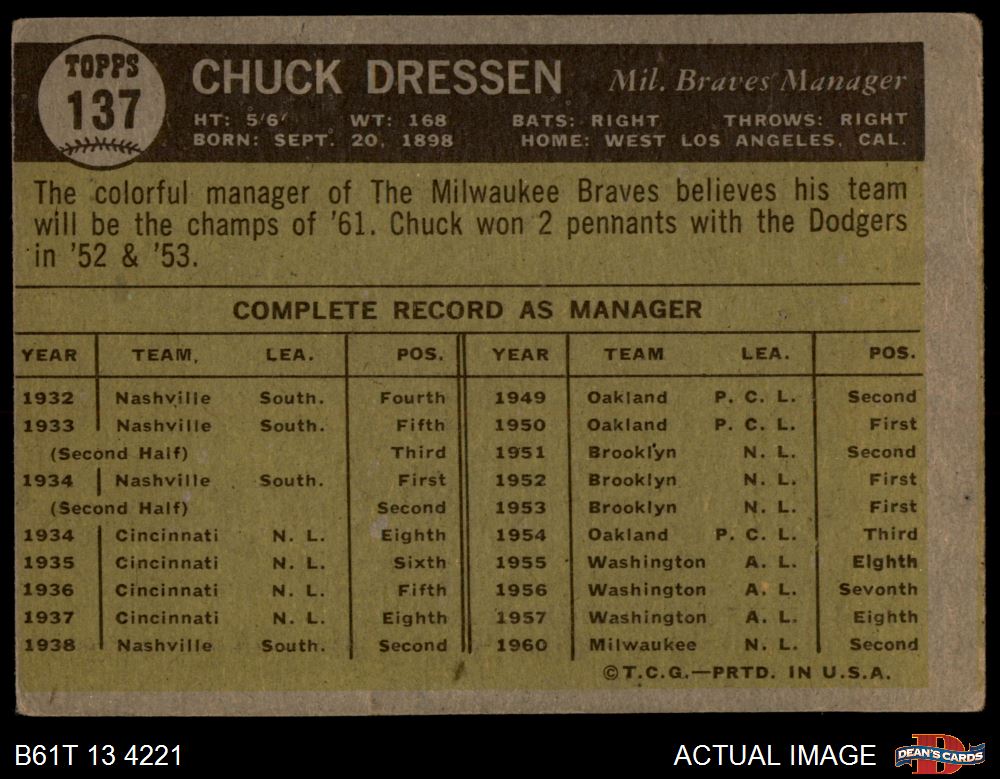 TOPPS
137
CHUCK DRESSEN Mil. Braves Manager
HT: 5'6' WT: 168 BATS: RIGHT THROWS: RIGHT
BORN: SEPT. 20, 1898 HOME: WEST LOS ANGELES, CAL.
The colorful manager of The Milwaukee Braves believes his team
will be the champs of '61. Chuck won 2 pennants with the Dodgers
in '52 & '53.
COMPLETE RECORD AS MANAGER
YEAR TEAM, LEA. POS. YEAR TEAM LEA. POS.
1932 Nashville South. Fourth 1949 Oakland P. C. L. Second
1933 Nashville South. Fifth 1950 Oakland P. C. L. First
(Second Half) Third 1951 Brooklyn N. L. Second
1934 Nashville South. First 1952 Brooklyn N. L. First
(Second Half) Second 1953 Brooklyn N. L. First
1934 Cincinnati N. L. Eighth 1954 Oakland P. C. L. Third
1935 Cincinnati N. L. Sixth 1955 Washington A. L. Elghth
1936 Cincinnati N. L. Fifth 1956 Washington A. L. Sevonth
1937 Cincinnati N. L. Eighth 1957 Washington A. L. Eighth
1938 Nashville South. Second 1960 Milwaukee N. L. Second
©T.C.G.—PRTD. IN U.S.A.
B61T 13 4221 ACTUAL IMAGE DEAN'S CARDS